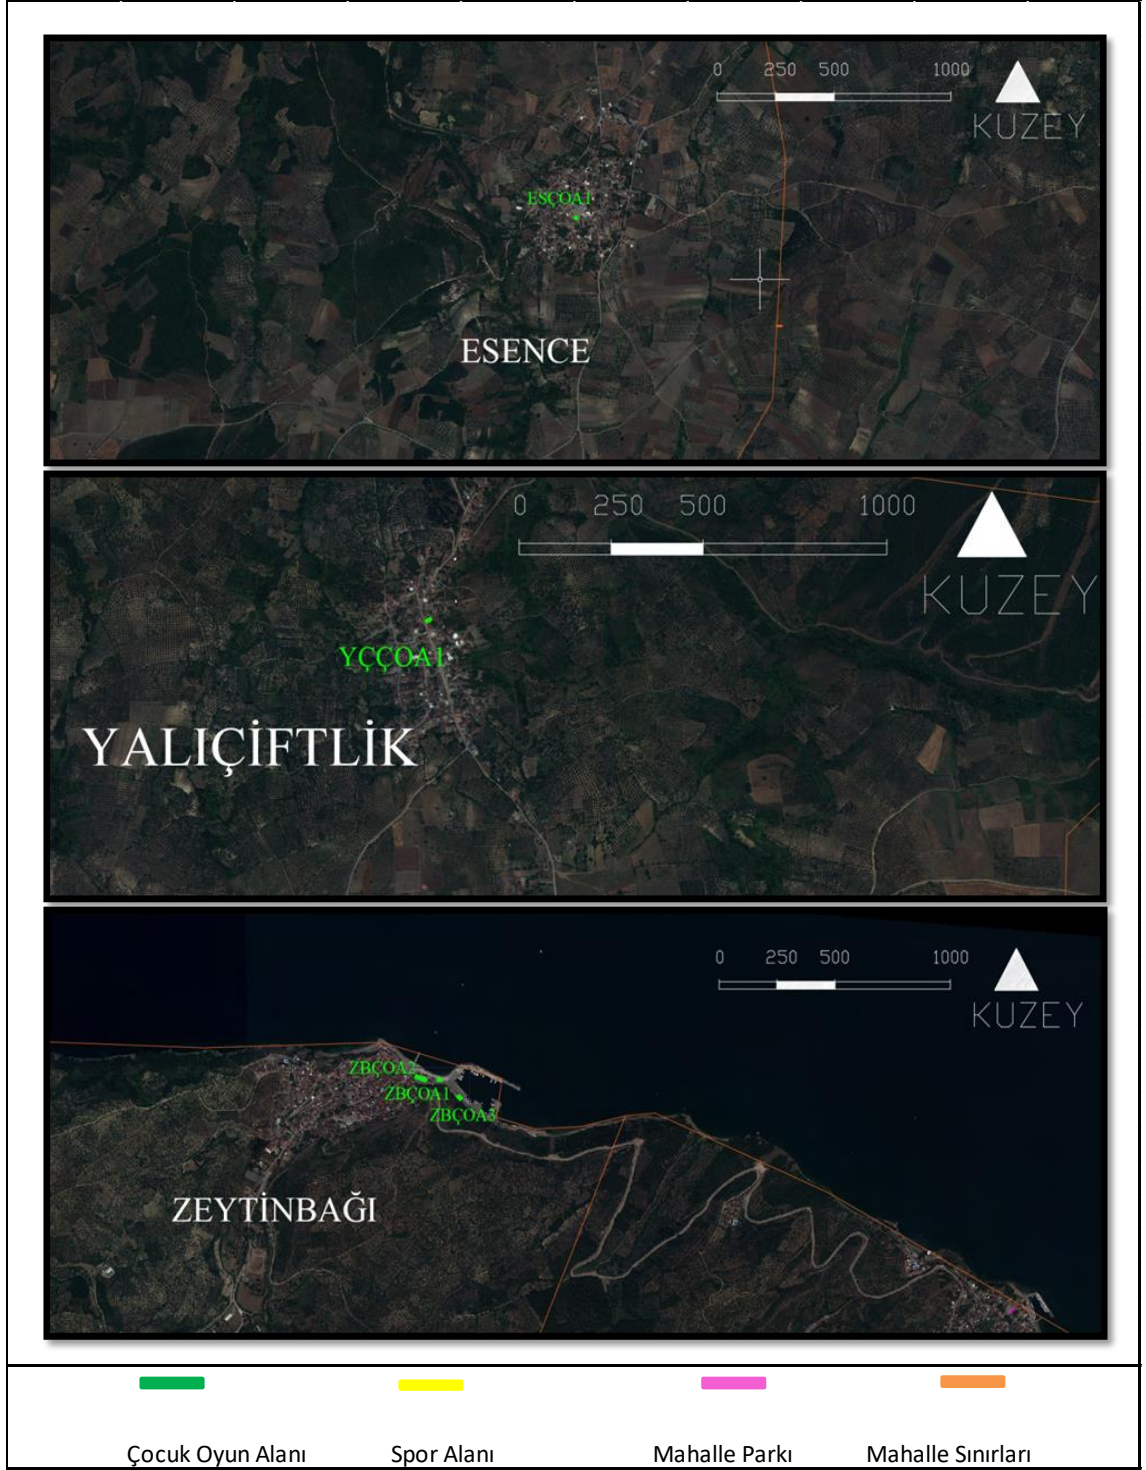 0 250 500 1000
KUZEY
ESÇOA1
ESENCE
0 250 500 1000
KUZEY
YÇÇOA1
YALIÇİFTLİK
0 250 500 1000
KUZEY
ZBÇOA2
ZBÇOA1
ZBÇOA3
ZEYTİNBAĞI
Çocuk Oyun Alanı Spor Alanı Mahalle Parkı Mahalle Sınırları